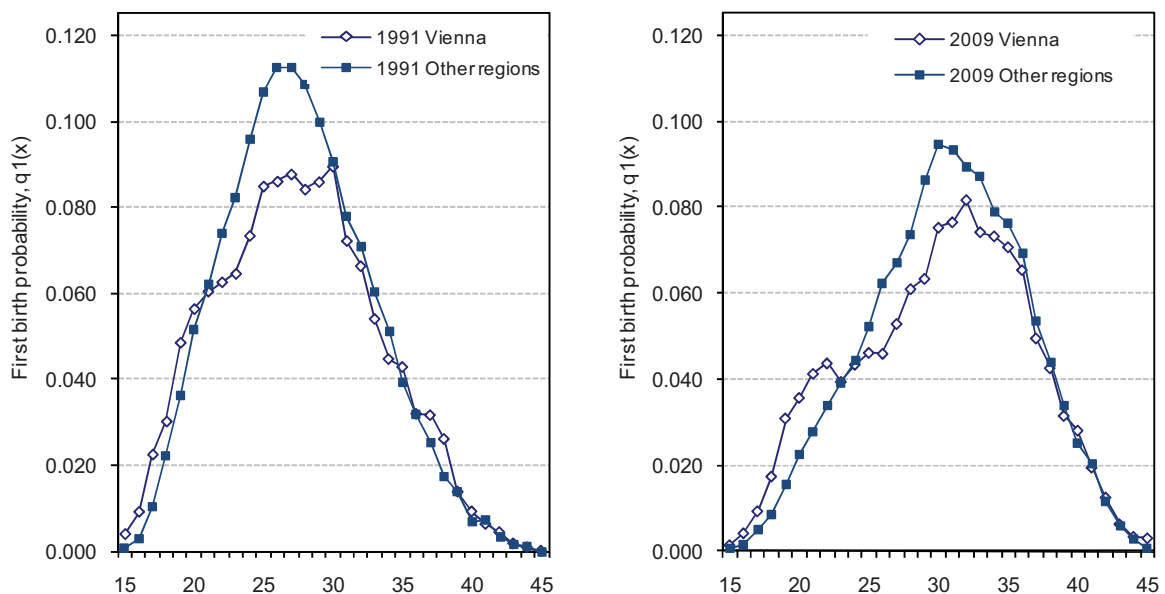 0.120
0.100
0.080
0.060
0.040
0.020
0.000
First birth probability, q1(x)
1991 Vienna
1991 Other regions
15 20 25 30 35 40 45
0.120
0.100
0.080
0.060
0.040
0.020
0.000
First birth probability, q1(x)
2009 Vienna
2009 Other regions
15 20 25 30 35 40 45